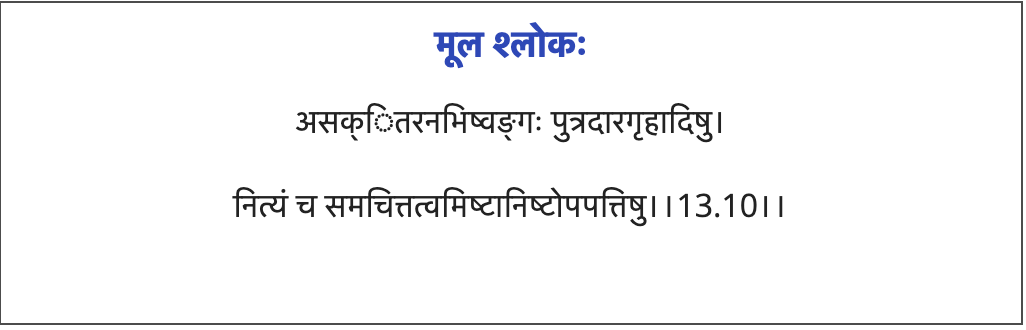 मूल श्लोकः
असक्ितरनभिष्वङ्गः पुत्रदारगृहादिषु।
नित्यं च समचित्तत्वमिष्टानिष्टोपपत्तिषु।।13.10।।